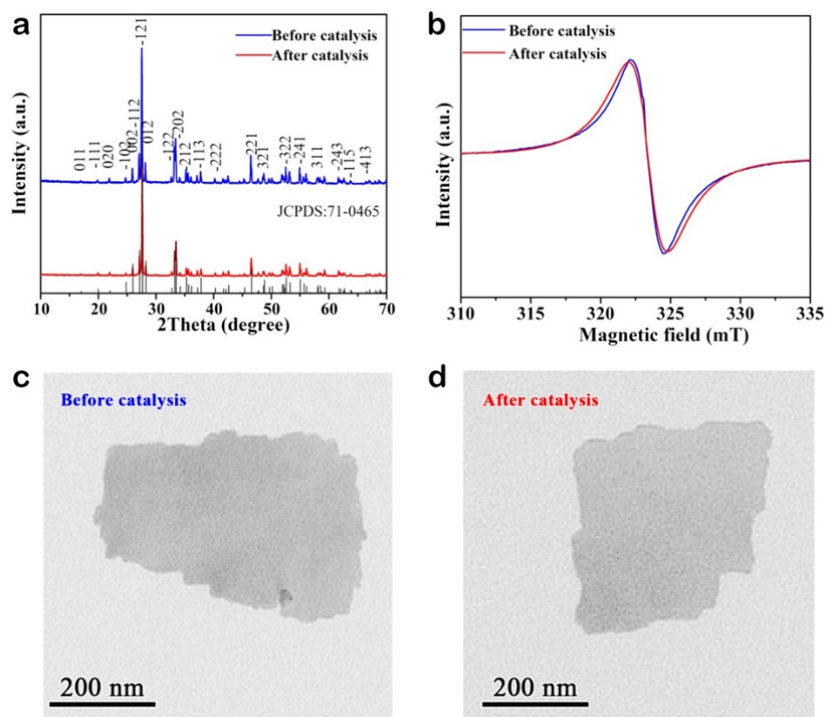 a
Before catalysis
After catalysis
011
-111
020
-102
002
-112
-121
012
-122
-202
212
-113
-222
221
321
-322
-241
311
-243
-115
-413
JCPDS:71-0465
Intensity (a.u.)
10 20 30 40 50 60 70
2Theta (degree)
b
Before catalysis
After catalysis
Intensity (a.u.)
310 315 320 325 330 335
Magnetic field (mT)
c
Before catalysis
200 nm
d
After catalysis
200 nm